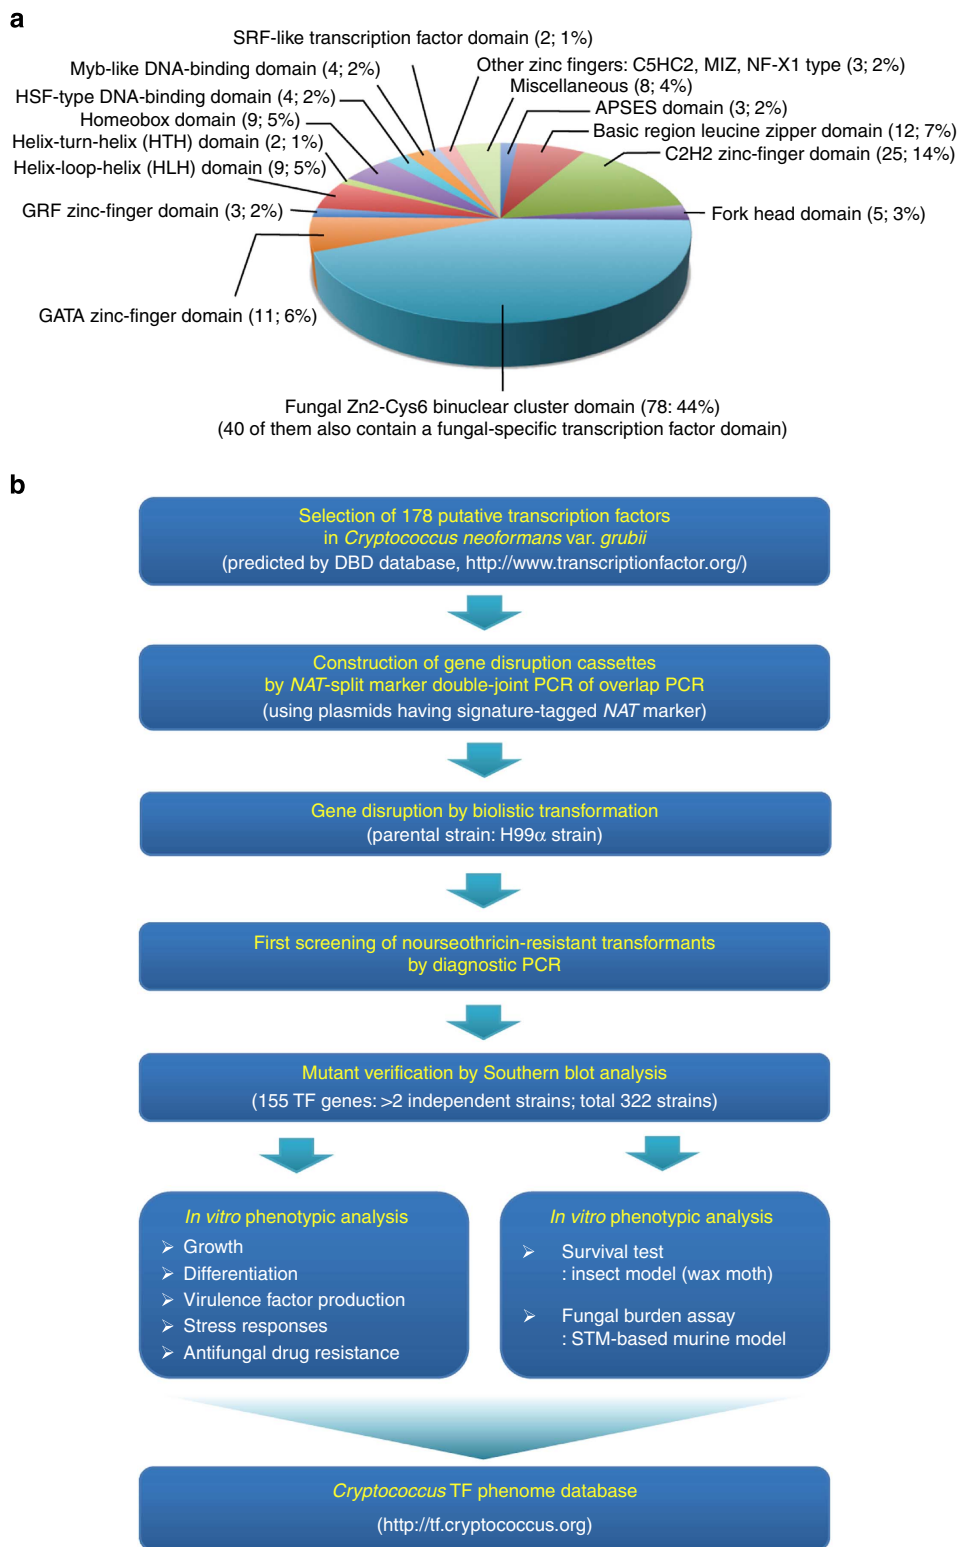 a
SRF-like transcription factor domain (2; 1%)
Myb-like DNA-binding domain (4; 2%)
HSF-type DNA-binding domain (4; 2%)
Homeobox domain (9; 5%)
Helix-turn-helix (HTH) domain (2; 1%)
Helix-loop-helix (HLH) domain (9; 5%)
GRF zinc-finger domain (3; 2%)
GATA zinc-finger domain (11; 6%)
Other zinc fingers: C5HC2, MIZ, NF-X1 type (3; 2%)
Miscellaneous (8; 4%)
APSES domain (3; 2%)
Basic region leucine zipper domain (12; 7%)
C2H2 zinc-finger domain (25; 14%)
Fork head domain (5; 3%)
Fungal Zn2-Cys6 binuclear cluster domain (78: 44%)
(40 of them also contain a fungal-specific transcription factor domain)
b
Selection of 178 putative transcription factors
in Cryptococcus neoformans var. grubii
(predicted by DBD database, http://www.transcriptionfactor.org/)
Construction of gene disruption cassettes
by NAT-split marker double-joint PCR of overlap PCR
(using plasmids having signature-tagged NAT marker)
Gene disruption by biolistic transformation
(parental strain: H99α strain)
First screening of nourseothricin-resistant transformants
by diagnostic PCR
Mutant verification by Southern blot analysis
(155 TF genes: >2 independent strains; total 322 strains)
In vitro phenotypic analysis
➢ Growth
➢ Differentiation
➢ Virulence factor production
➢ Stress responses
➢ Antifungal drug resistance
In vitro phenotypic analysis
➢ Survival test
: insect model (wax moth)
➢ Fungal burden assay
: STM-based murine model
Cryptococcus TF phenome database
(http://tf.cryptococcus.org)